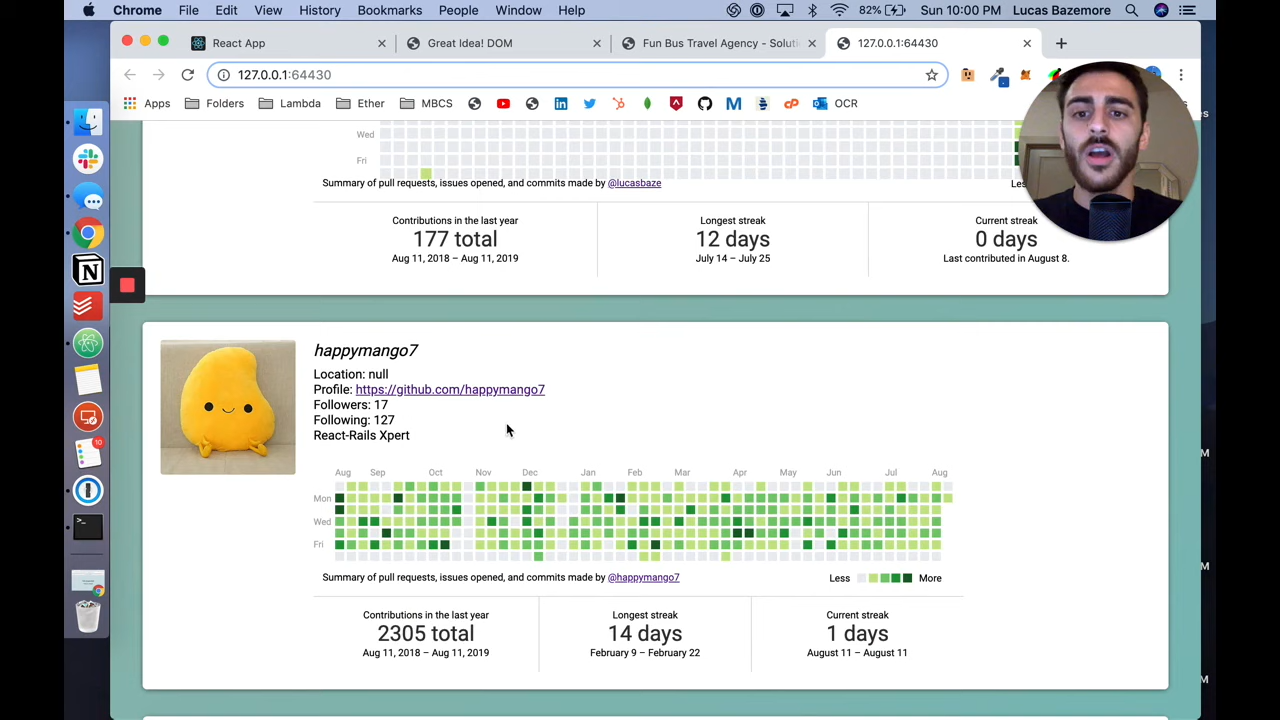 Chrome File Edit View History Bookmarks People Window Help 82% Sun 10:00 PM Lucas Bazemore
React App
Great Idea! DOM
Fun Bus Travel Agency - Soluti
127.0.0.1:64430
127.0.0.1:64430
Apps Folders Lambda Ether MBCS OCR
Wed
Fri
Summary of pull requests, issues opened, and commits made by @lucasbaze
Les
Contributions in the last year
177 total
Aug 11, 2018 – Aug 11, 2019
Longest streak
12 days
July 14 – July 25
Current streak
0 days
Last contributed in August 8.
happymango7
Location: null
Profile: https://github.com/happymango7
Followers: 17
Following: 127
React-Rails Xpert
Aug Sep Oct Nov Dec Jan Feb Mar Apr May Jun Jul Aug
Mon
Wed
Fri
Summary of pull requests, issues opened, and commits made by @happymango7
Less More
Contributions in the last year
2305 total
Aug 11, 2018 – Aug 11, 2019
Longest streak
14 days
February 9 – February 22
Current streak
1 days
August 11 – August 11
10